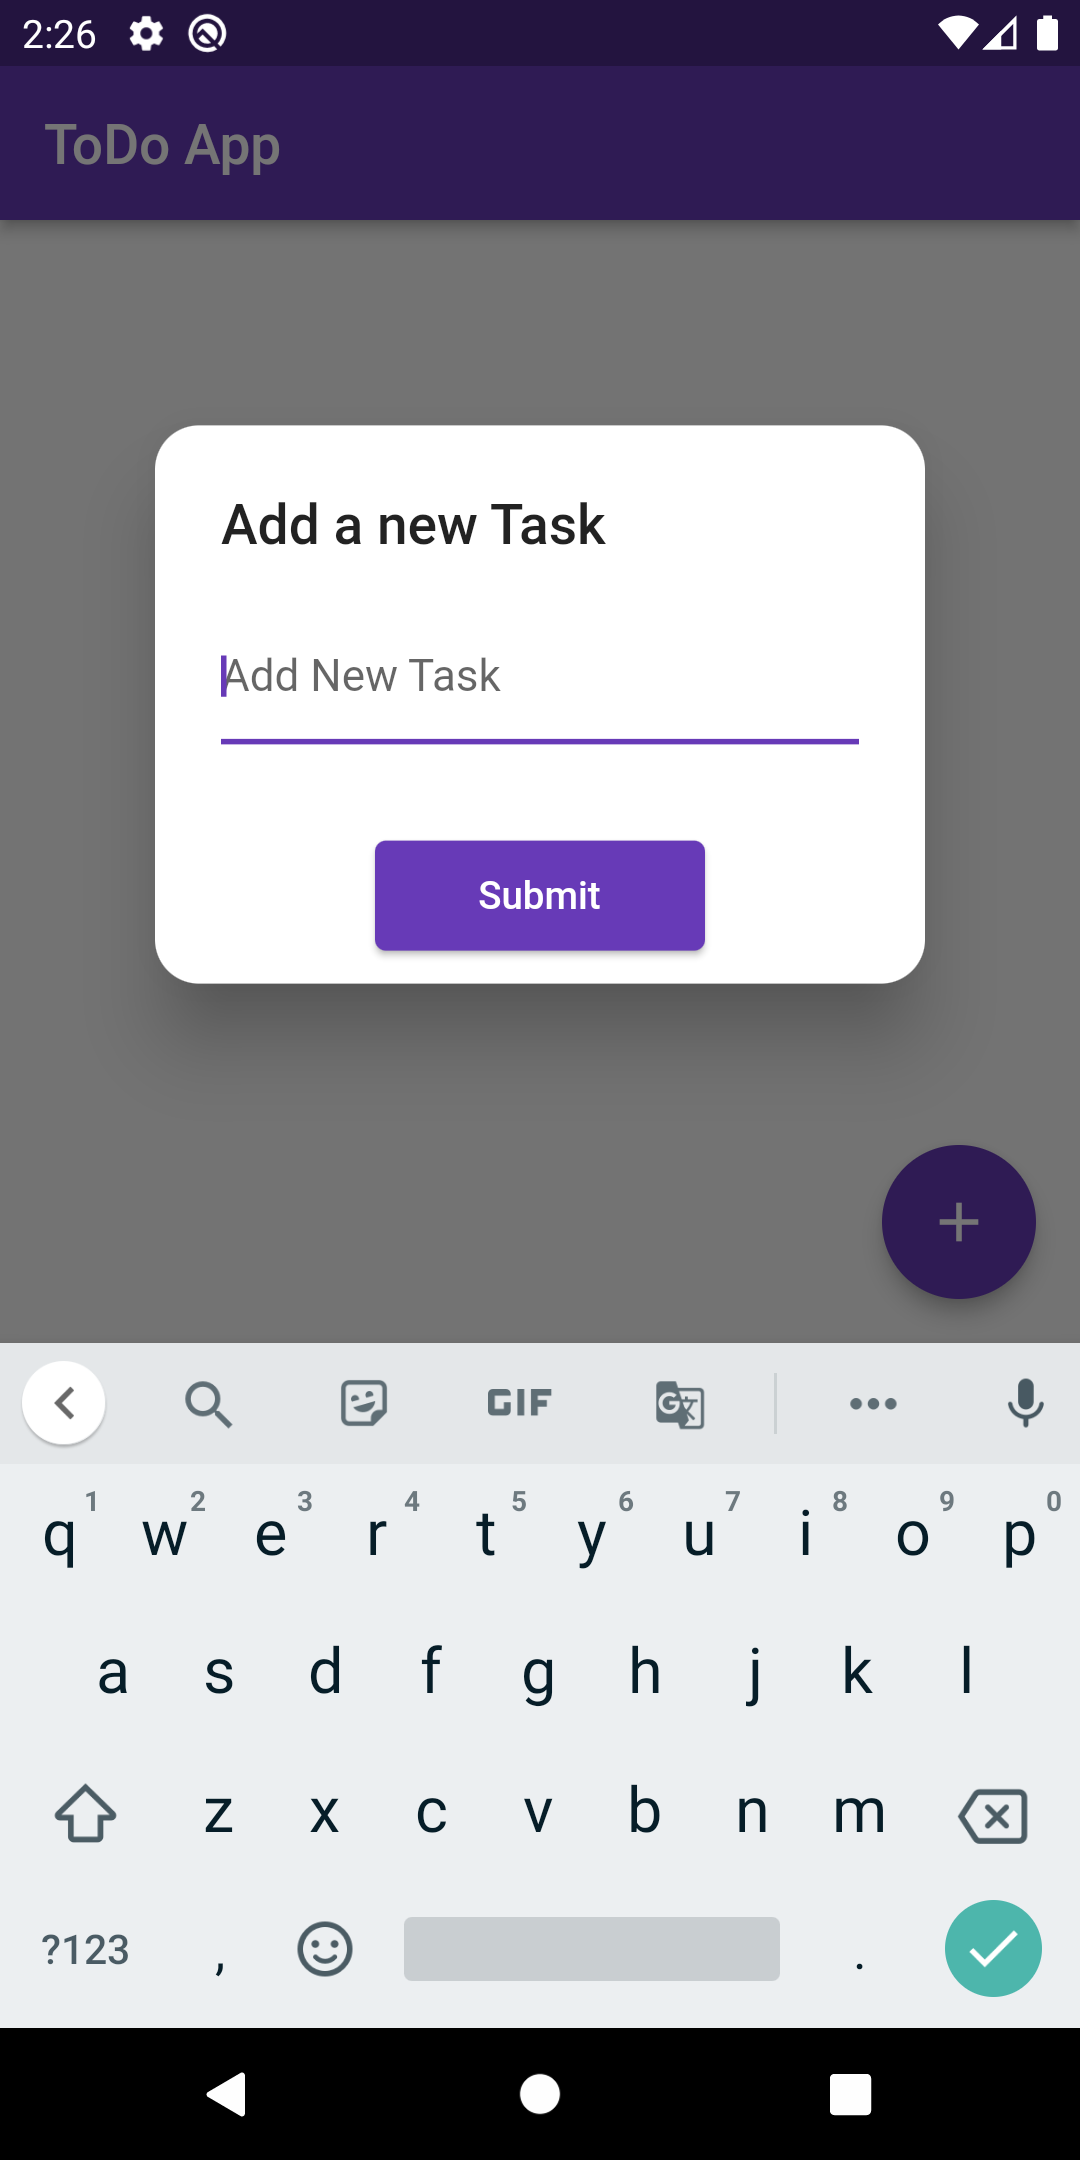 2:26
ToDo App
Add a new Task
Add New Task
Submit
GIF
G 文
1 2 3 4 5 6 7 8 9 0
q w e r t y u i o p
a s d f g h j k l
z x c v b n m
?123 , .